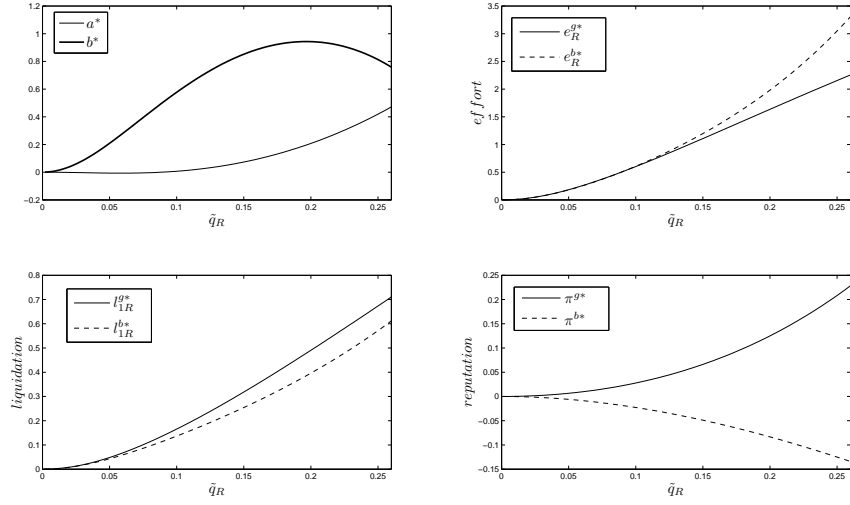 1.2
1
0.8
0.6
0.4
0.2
0
−0.2
a*
b*
0 0.05 0.1 0.15 0.2 0.25
q̃_R
3.5
3
2.5
2
1.5
1
0.5
0
effort
e_R^{g*}
e_R^{b*}
0 0.05 0.1 0.15 0.2 0.25
q̃_R
0.8
0.7
0.6
0.5
0.4
0.3
0.2
0.1
0
liquidation
l_{1R}^{g*}
l_{1R}^{b*}
0 0.05 0.1 0.15 0.2 0.25
q̃_R
0.25
0.2
0.15
0.1
0.05
0
−0.05
−0.1
−0.15
reputation
π^{g*}
π^{b*}
0 0.05 0.1 0.15 0.2 0.25
q̃_R